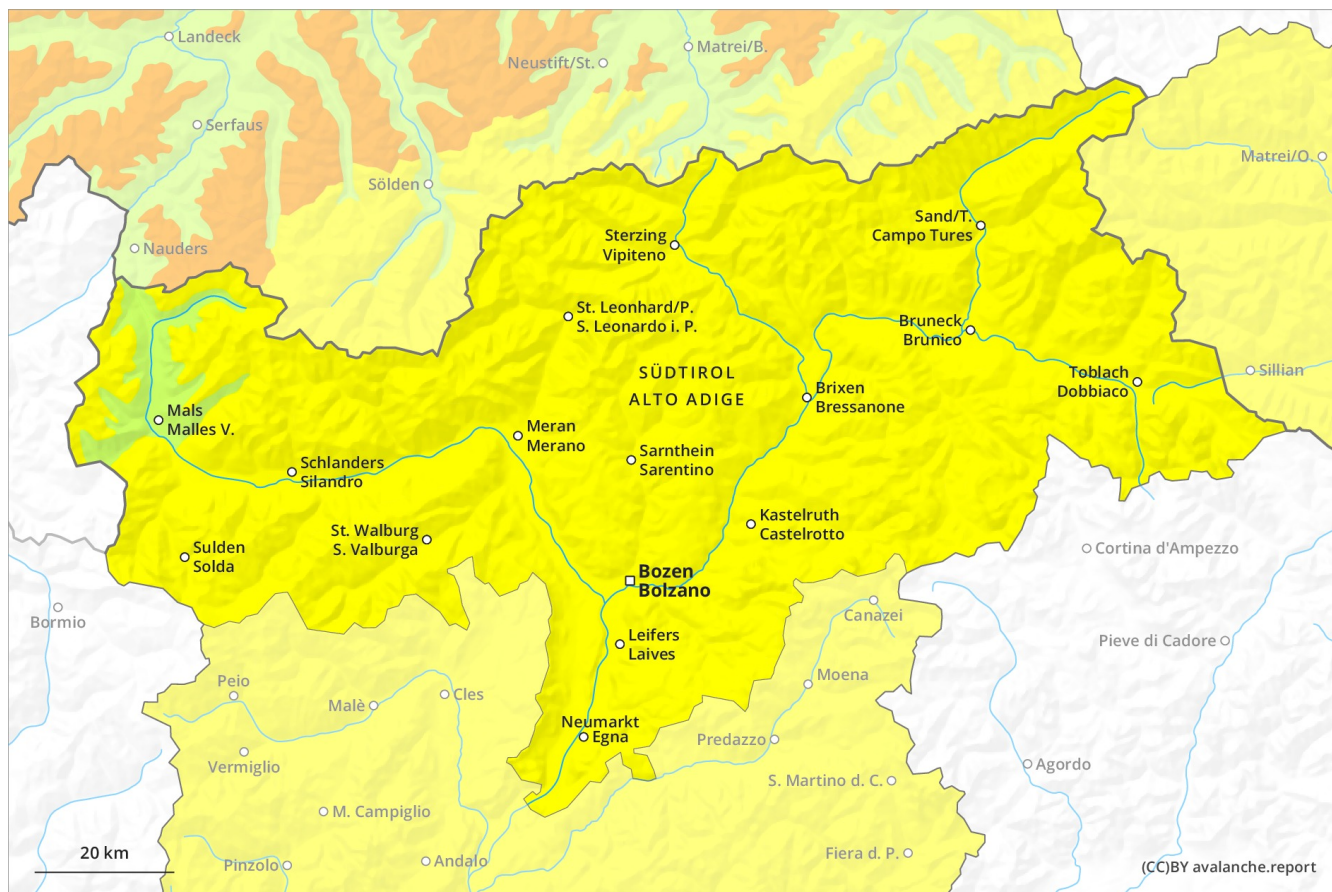 Landeck
Matrei/B.
Neustift/St.
Serfaus
Matrei/O.
Sölden
Sand/T.
Campo Tures
Sterzing
Vipiteno
Nauders
St. Leonhard/P.
S. Leonardo i. P.
Bruneck
Brunico
SÜDTIROL
ALTO ADIGE
Toblach
Dobbiaco
Sillian
Brixen
Bressanone
Mals
Malles V.
Meran
Merano
Sarnthein
Sarentino
Schlanders
Silandro
Kastelruth
Castelrotto
St. Walburg
S. Valburga
Sulden
Solda
Cortina d'Ampezzo
Bozen
Bolzano
Bormio
Canazei
Leifers
Laives
Pieve di Cadore
Peio
Moena
Malè
Cles
Neumarkt
Egna
Predazzo
Vermiglio
Agordo
S. Martino d. C.
M. Campiglio
20 km
Fiera d. P.
Pinzolo
Andalo
(CC)BY avalanche.report